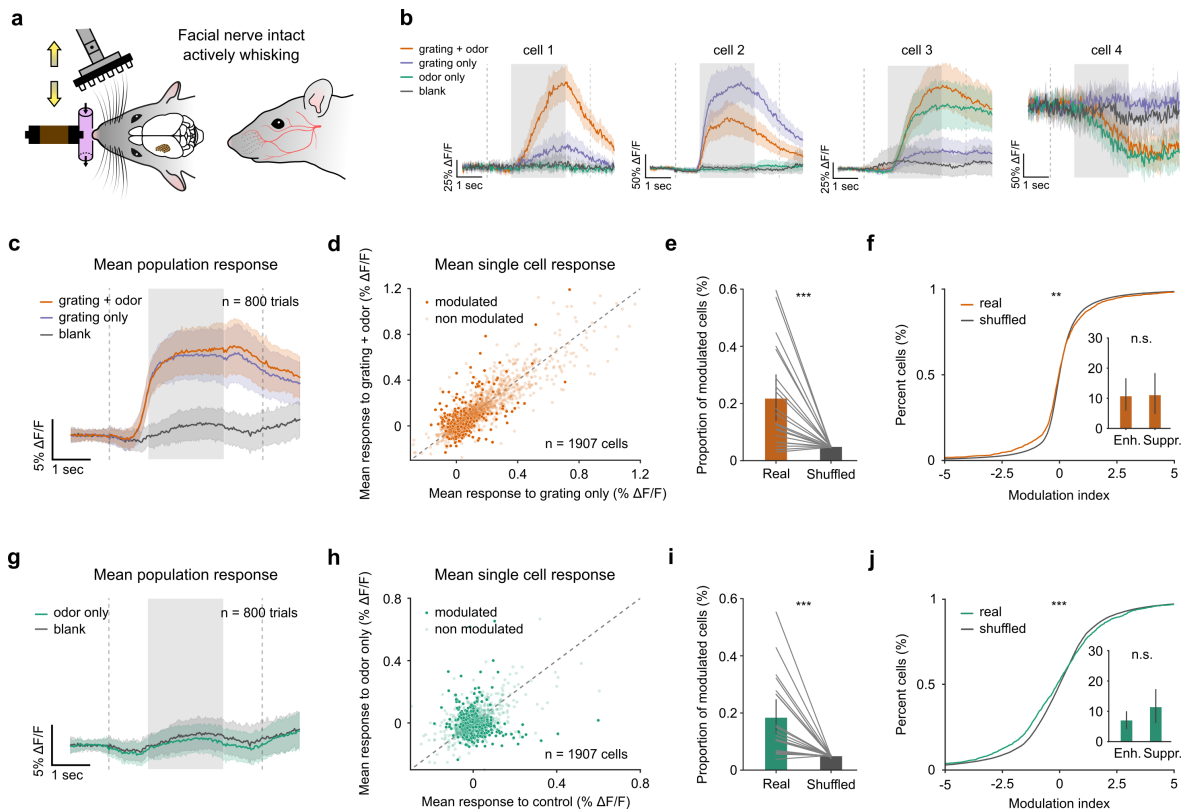 a
Facial nerve intact
actively whisking
b
grating + odor
grating only
odor only
blank
cell 1
cell 2
cell 3
cell 4
25% ΔF/F
1 sec
50% ΔF/F
1 sec
25% ΔF/F
1 sec
50% ΔF/F
1 sec
c
Mean population response
grating + odor
grating only
blank
n = 800 trials
5% ΔF/F
1 sec
d
Mean single cell response
Mean response to grating + odor (% ΔF/F)
1.2
0.8
0.4
0
modulated
non modulated
n = 1907 cells
0
0.4
0.8
1.2
Mean response to grating only (% ΔF/F)
e
Proportion of modulated cells (%)
0.6
0.4
0.2
0
***
Real
Shuffled
f
Percent cells (%)
1
0.5
0
real
shuffled
**
n.s.
30
20
10
0
Enh.
Suppr.
-5
-2.5
0
2.5
5
Modulation index
g
Mean population response
odor only
blank
n = 800 trials
5% ΔF/F
1 sec
h
Mean single cell response
Mean response to odor only (% ΔF/F)
0.8
0.4
0
modulated
non modulated
n = 1907 cells
0
0.4
0.8
Mean response to control (% ΔF/F)
i
Proportion of modulated cells (%)
0.6
0.4
0.2
0
***
Real
Shuffled
j
Percent cells (%)
1
0.5
0
real
shuffled
***
n.s.
30
20
10
0
Enh.
Suppr.
-5
-2.5
0
2.5
5
Modulation index